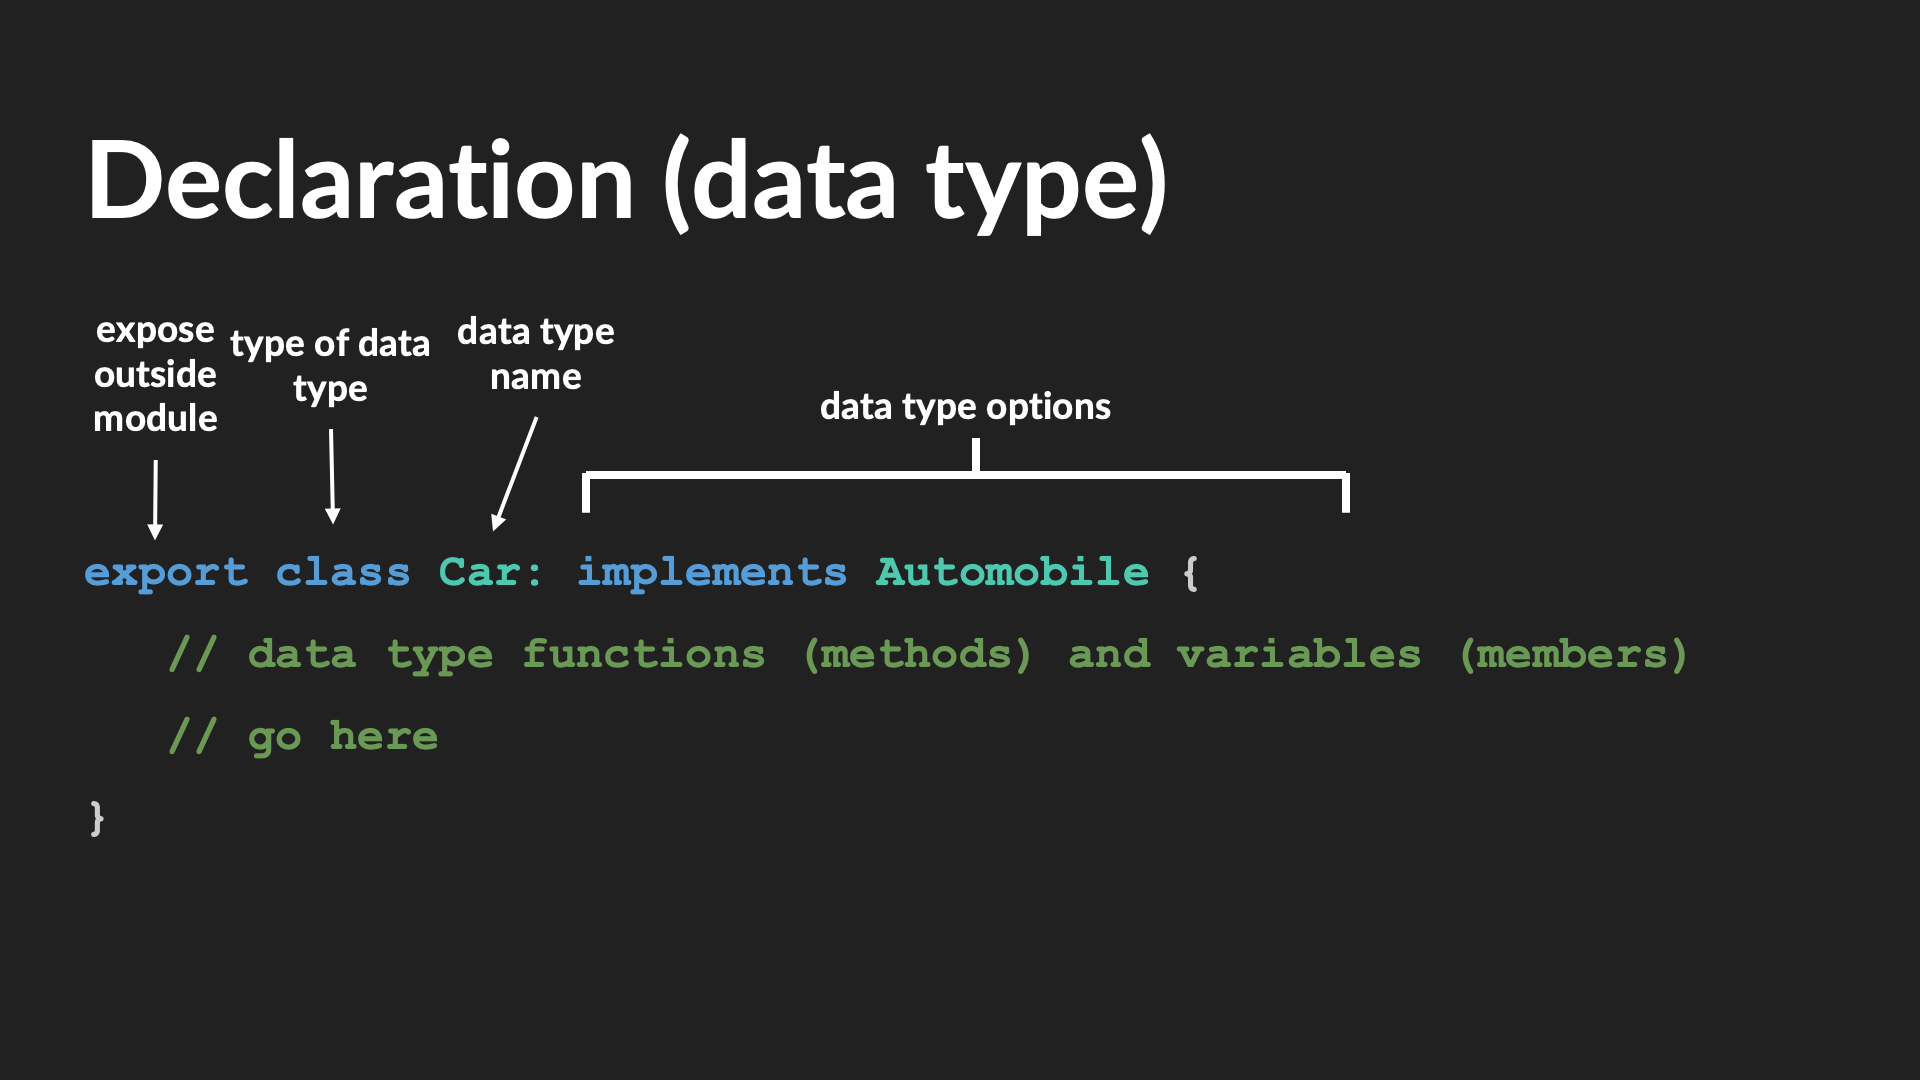 Declaration (data type)
expose
outside
module
type of data
type
data type
name
data type options
export class Car: implements Automobile {
// data type functions (methods) and variables (members)
// go here
}